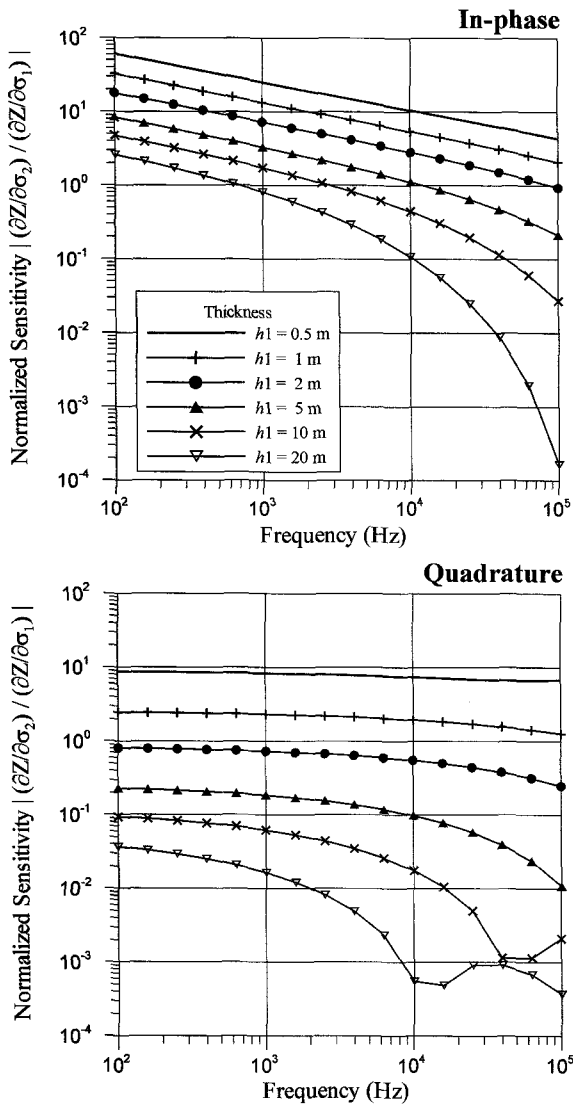 In-phase
10² 10¹ 10⁰ 10⁻¹ 10⁻² 10⁻³ 10⁻⁴
Normalized Sensitivity | (∂Z/∂σ₂) / (∂Z/∂σ₁) |
Thickness
h1 = 0.5 m
h1 = 1 m
h1 = 2 m
h1 = 5 m
h1 = 10 m
h1 = 20 m
10² 10³ 10⁴ 10⁵
Frequency (Hz)
Quadrature
10² 10¹ 10⁰ 10⁻¹ 10⁻² 10⁻³ 10⁻⁴
Normalized Sensitivity | (∂Z/∂σ₂) / (∂Z/∂σ₁) |
10² 10³ 10⁴ 10⁵
Frequency (Hz)